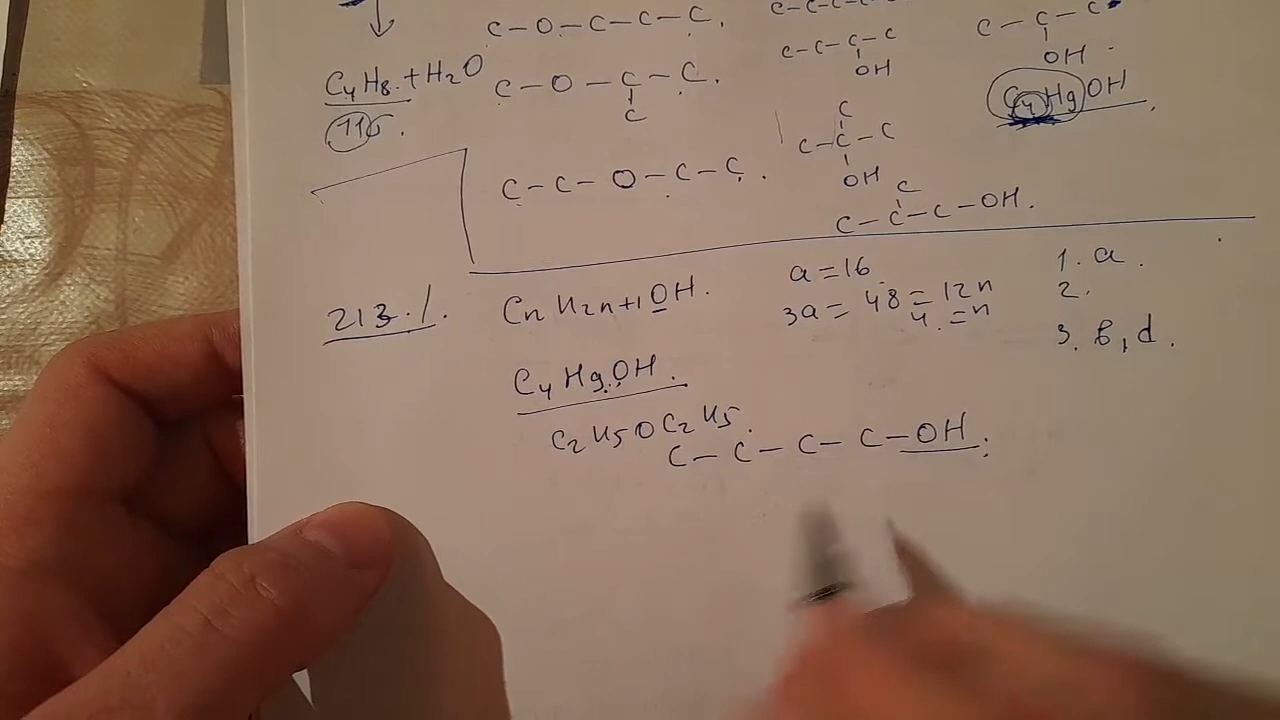 C-O-C-C-C.
C4H8.+H2O
11б.
C-O-C-C.
C
C-C-O-C-C.
C-C-C-C
C-C-C-C
OH
C
C-C-C
OH
C
C-C-C-OH.
C-C-C
OH
C4H9OH
213.1.
CnH2n+1OH.
a=16
3a=48=12n
4.=n
1. a.
2.
3. b, d.
C4H9OH.
C2H5OC2H5.
C-C-C-C-OH.